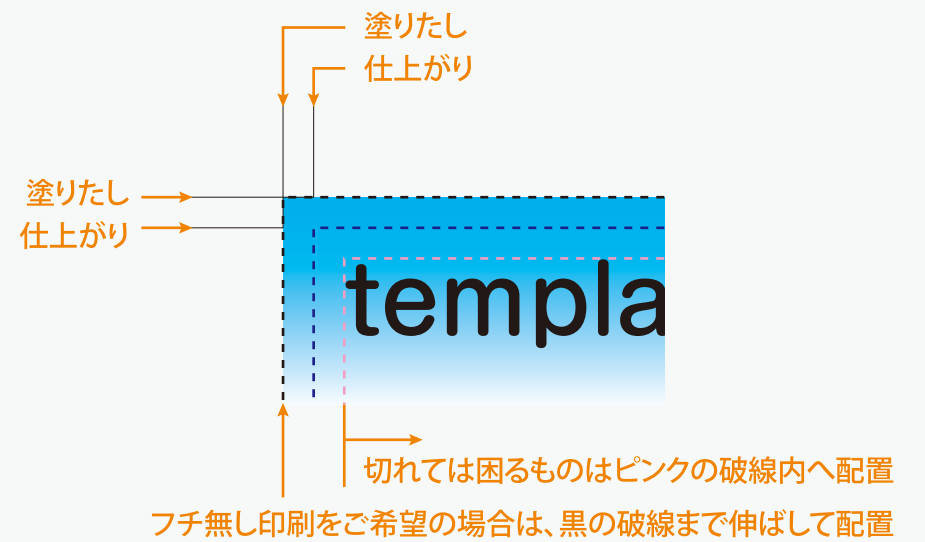 塗りたし
仕上がり
塗りたし
仕上がり
templa
切れては困るものはピンクの破線内へ配置
フチ無し印刷をご希望の場合は、黒の破線まで伸ばして配置